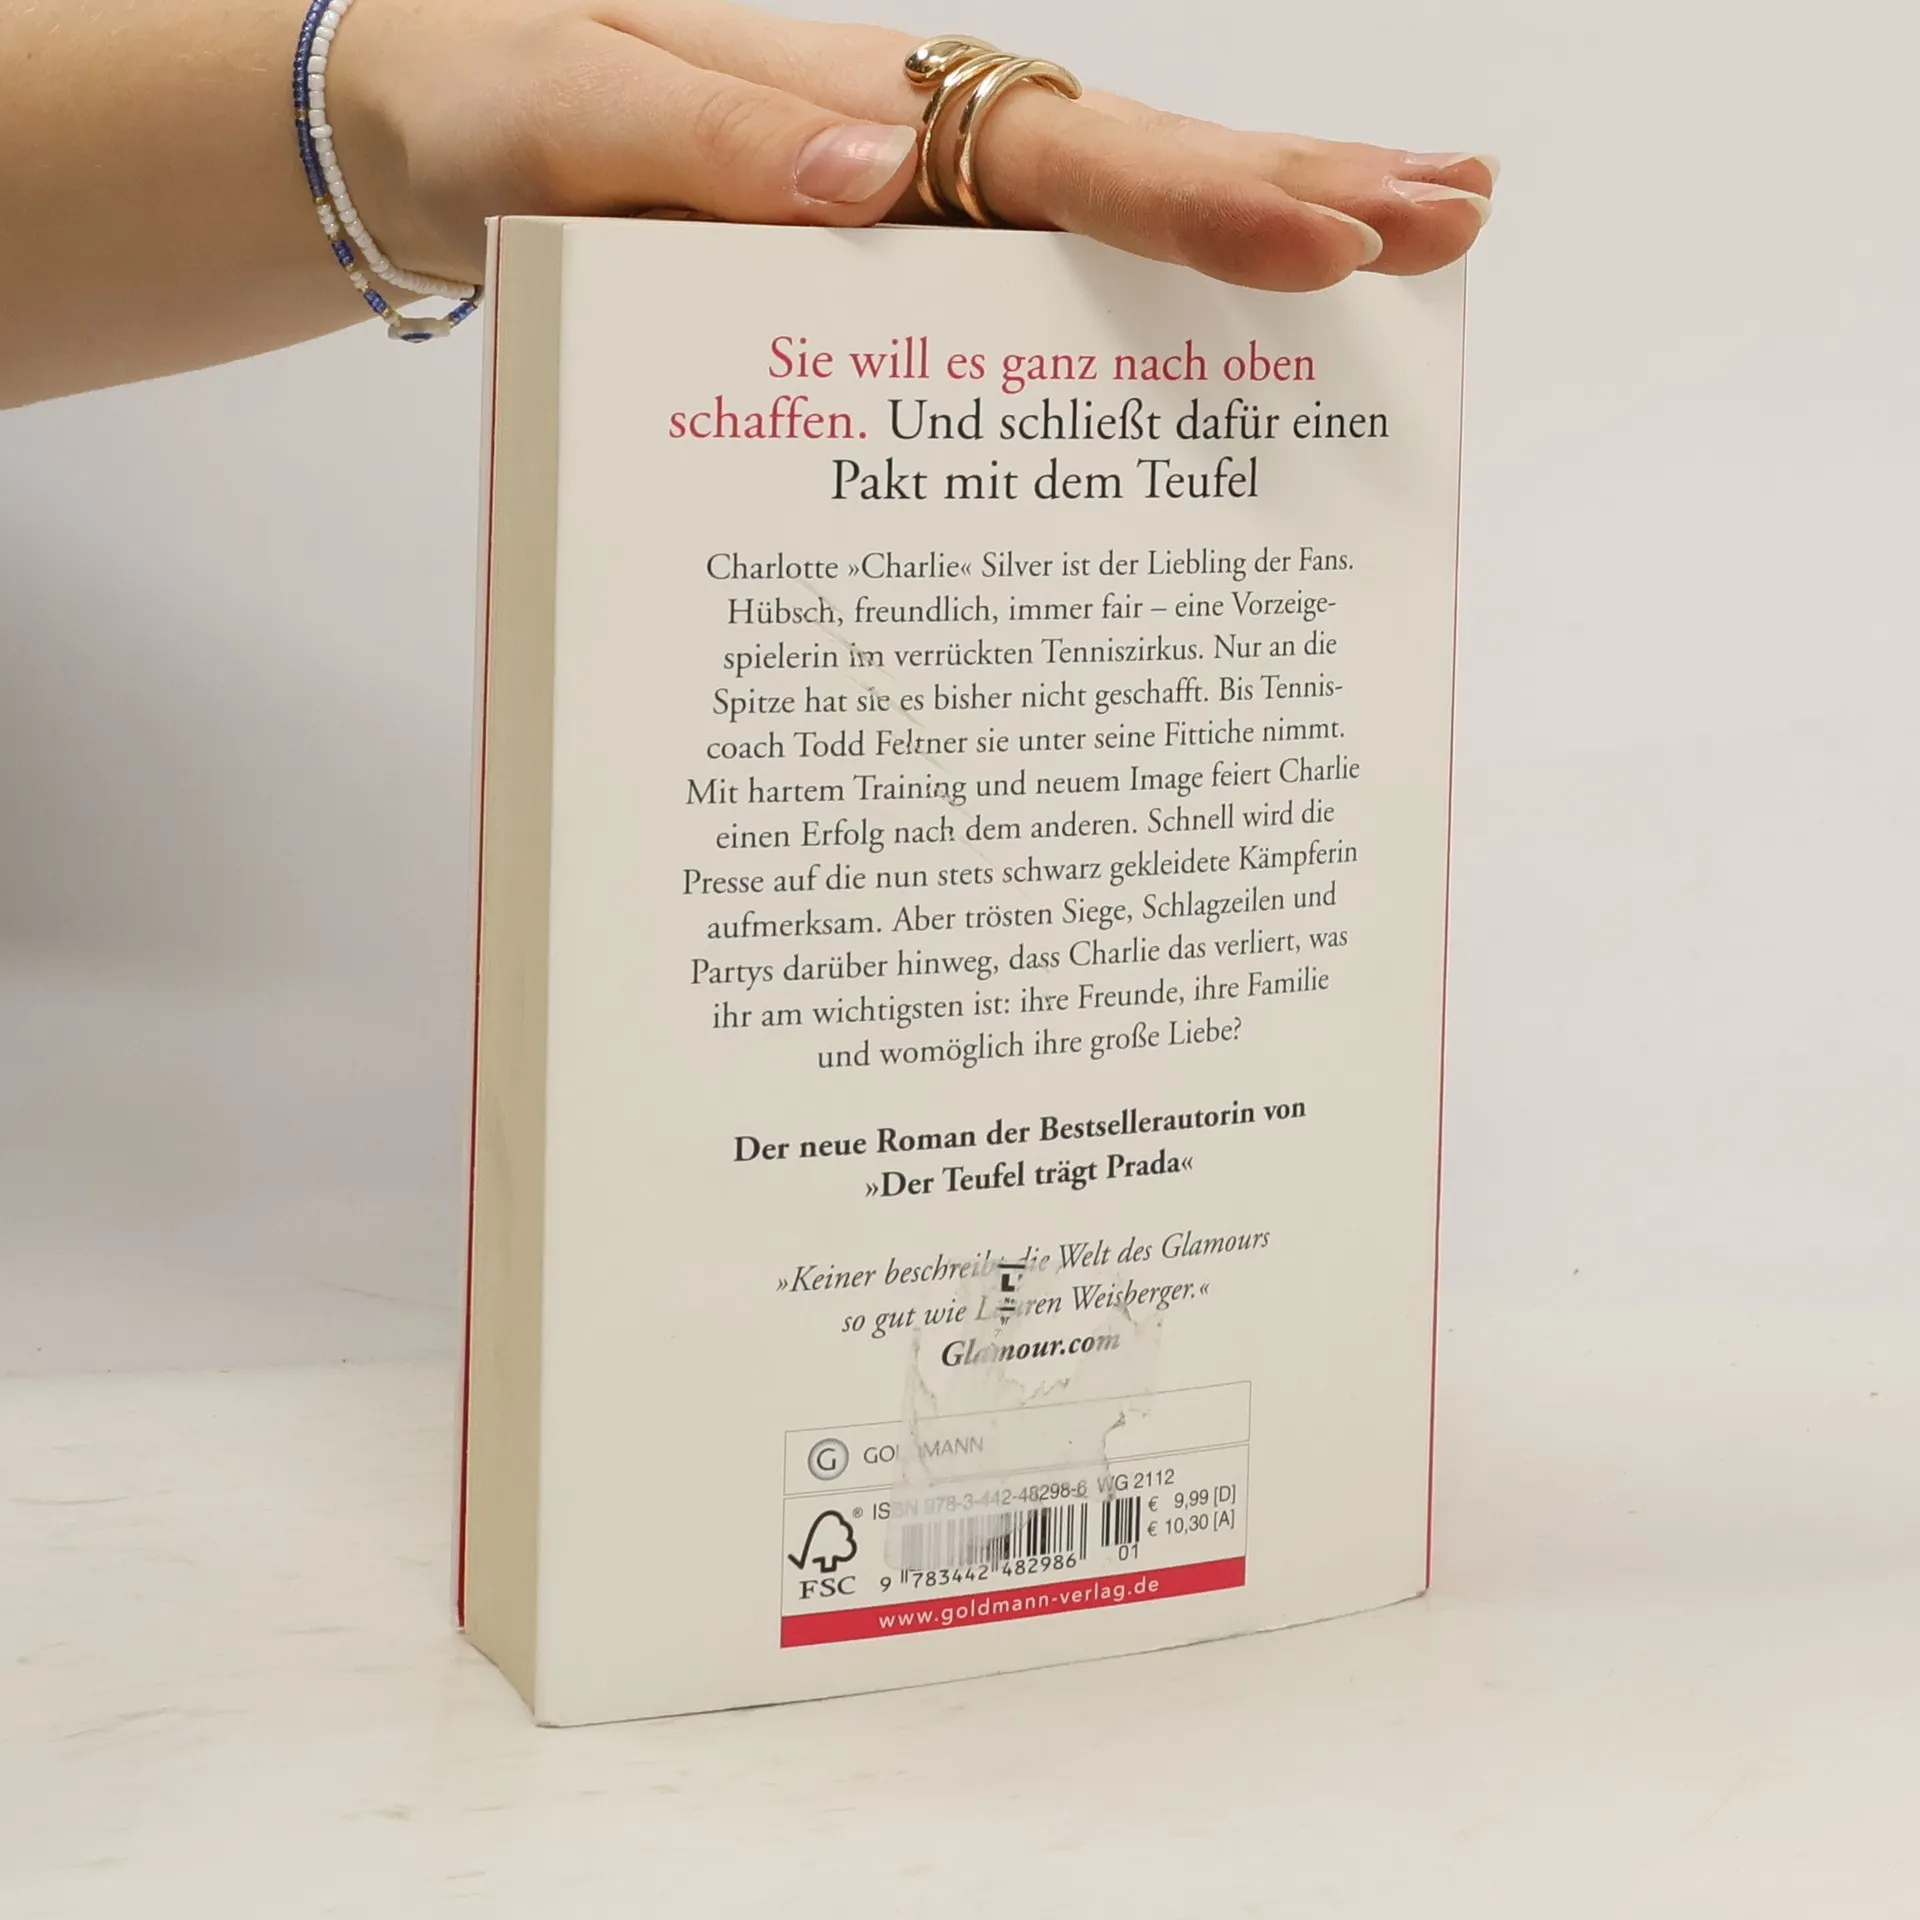 Sie will es ganz nach oben
schaffen. Und schließt dafür einen
Pakt mit dem Teufel
Charlotte »Charlie« Silver ist der Liebling der Fans.
Hübsch, freundlich, immer fair – eine Vorzeige-
spielerin im verrückten Tenniszirkus. Nur an die
Spitze hat sie es bisher nicht geschafft. Bis Tennis-
coach Todd Feltner sie unter seine Fittiche nimmt.
Mit hartem Training und neuem Image feiert Charlie
einen Erfolg nach dem anderen. Schnell wird die
Presse auf die nun stets schwarz gekleidete Kämpferin
aufmerksam. Aber trösten Siege, Schlagzeilen und
Partys darüber hinweg, dass Charlie das verliert, was
ihr am wichtigsten ist: ihre Freunde, ihre Familie
und womöglich ihre große Liebe?
Der neue Roman der Bestsellerautorin von
»Der Teufel trägt Prada«
»Keiner beschreibt die Welt des Glamours
so gut wie Lauren Weisberger.«
Glamour.com
G GOLDMANN
ISBN 978-3-442-48298-6 WG 2112
€ 9,99 [D]
€ 10,30 [A]
FSC ®
9 783442 482986 01
www.goldmann-verlag.de